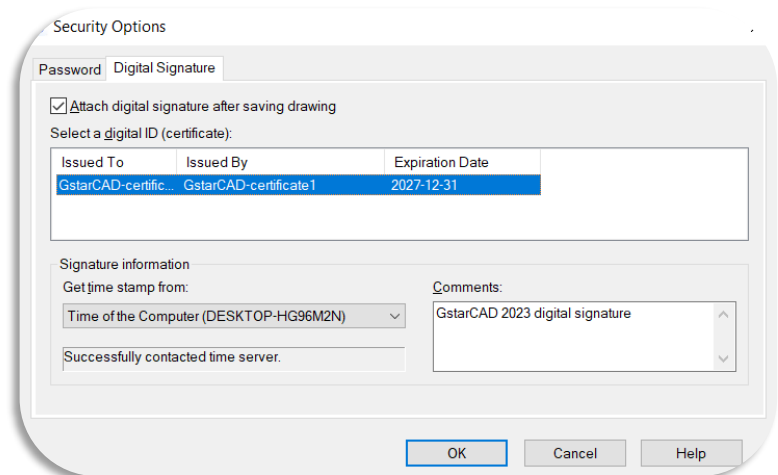 Security Options
Password Digital Signature
Attach digital signature after saving drawing
Select a digital ID (certificate):
Issued To Issued By Expiration Date
GstarCAD-certific... GstarCAD-certificate1 2027-12-31
Signature information
Get time stamp from: Comments:
Time of the Computer (DESKTOP-HG96M2N) GstarCAD 2023 digital signature
Successfully contacted time server.
OK Cancel Help